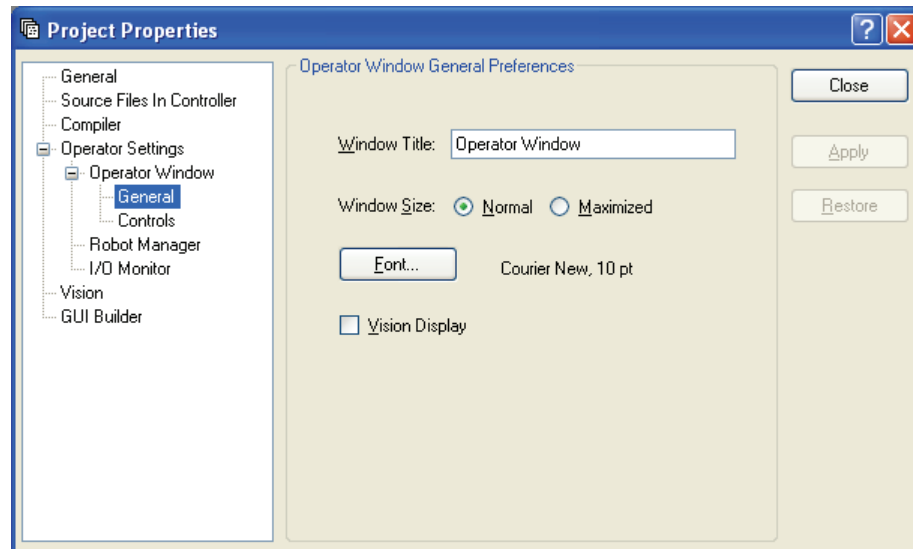 Project Properties
General
Source Files In Controller
Compiler
Operator Settings
Operator Window
General
Controls
Robot Manager
I/O Monitor
Vision
GUI Builder
Operator Window General Preferences
Window Title: Operator Window
Window Size: Normal Maximized
Font... Courier New, 10 pt
Vision Display
Close
Apply
Restore